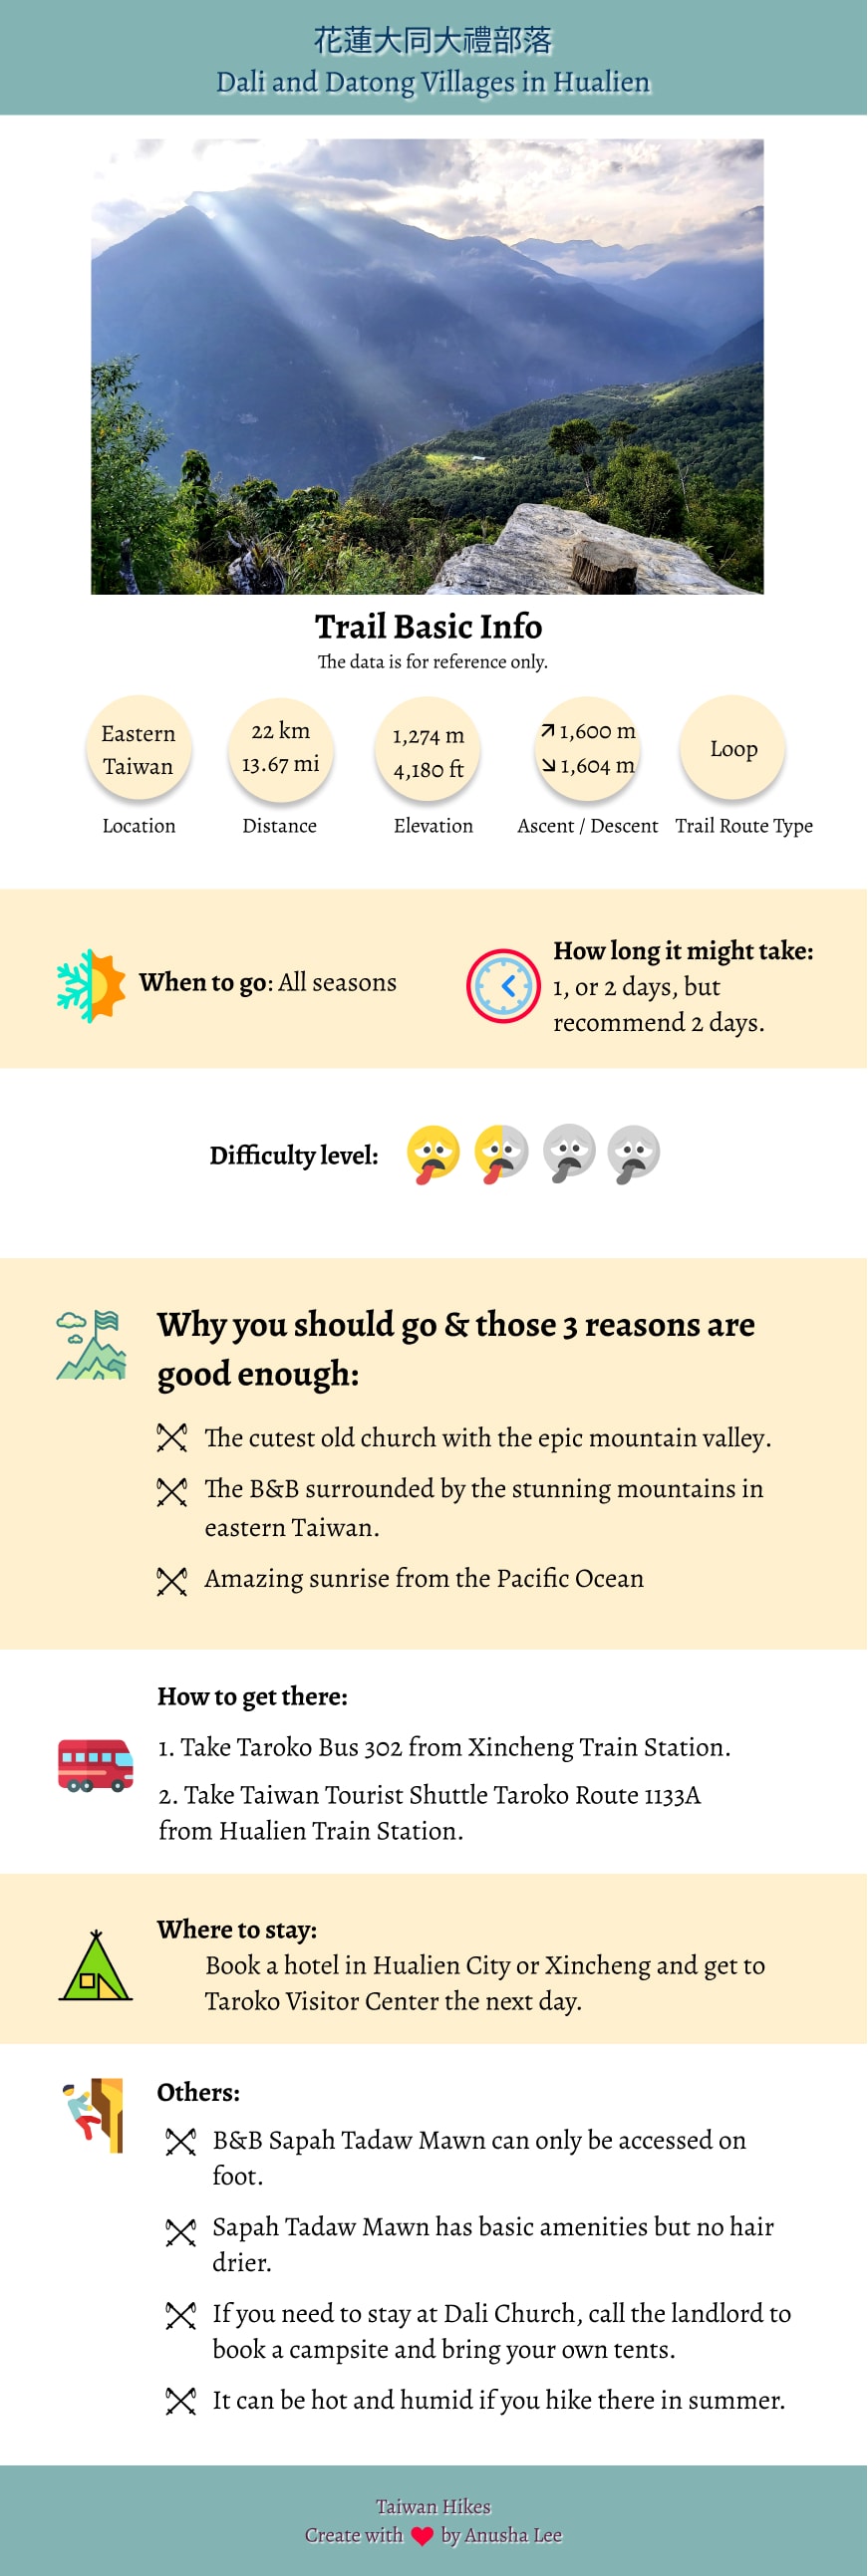 花蓮大同大禮部落
Dali and Datong Villages in Hualien
Trail Basic Info
The data is for reference only.
Eastern
Taiwan
Location
22 km
13.67 mi
Distance
1,274 m
4,180 ft
Elevation
↗ 1,600 m
↘ 1,604 m
Ascent / Descent
Loop
Trail Route Type
When to go: All seasons
How long it might take:
1, or 2 days, but
recommend 2 days.
Difficulty level:
Why you should go & those 3 reasons are
good enough:
The cutest old church with the epic mountain valley.
The B&B surrounded by the stunning mountains in
eastern Taiwan.
Amazing sunrise from the Pacific Ocean
How to get there:
1. Take Taroko Bus 302 from Xincheng Train Station.
2. Take Taiwan Tourist Shuttle Taroko Route 1133A
from Hualien Train Station.
Where to stay:
Book a hotel in Hualien City or Xincheng and get to
Taroko Visitor Center the next day.
Others:
B&B Sapah Tadaw Mawn can only be accessed on
foot.
Sapah Tadaw Mawn has basic amenities but no hair
drier.
If you need to stay at Dali Church, call the landlord to
book a campsite and bring your own tents.
It can be hot and humid if you hike there in summer.
Taiwan Hikes
Create with ❤ by Anusha Lee